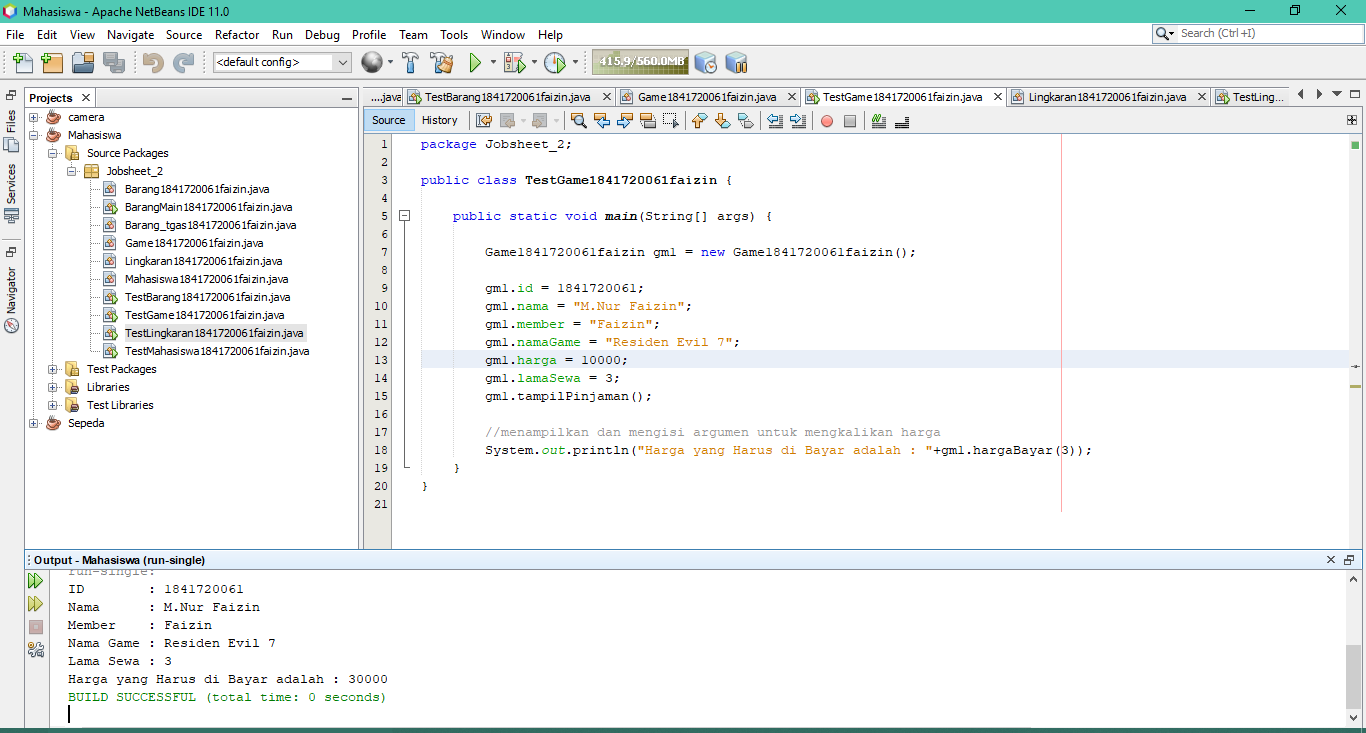 Mahasiswa - Apache NetBeans IDE 11.0
File Edit View Navigate Source Refactor Run Debug Profile Team Tools Window Help
Search (Ctrl+I)
<default config>
415.9/560.0MB
Projects
...java
TestBarang1841720061faizin.java
Game1841720061faizin.java
TestGame1841720061faizin.java
Lingkaran1841720061faizin.java
TestLing...
Files
Services
Navigator
camera
Mahasiswa
Source Packages
Jobsheet_2
Barang1841720061faizin.java
BarangMain1841720061faizin.java
Barang_tgas1841720061faizin.java
Game1841720061faizin.java
Lingkaran1841720061faizin.java
Mahasiswa1841720061faizin.java
TestBarang1841720061faizin.java
TestGame1841720061faizin.java
TestLingkaran1841720061faizin.java
TestMahasiswa1841720061faizin.java
Test Packages
Libraries
Test Libraries
Sepeda
Source History
1 package Jobsheet_2;
2
3 public class TestGame1841720061faizin {
4
5 public static void main(String[] args) {
6
7 Game1841720061faizin gm1 = new Game1841720061faizin();
8
9 gm1.id = 1841720061;
10 gm1.nama = "M.Nur Faizin";
11 gm1.member = "Faizin";
12 gm1.namaGame = "Residen Evil 7";
13 gm1.harga = 10000;
14 gm1.lamaSewa = 3;
15 gm1.tampilPinjaman();
16
17 //menampilkan dan mengisi argumen untuk mengkalikan harga
18 System.out.println("Harga yang Harus di Bayar adalah : "+gm1.hargaBayar(3));
19 }
20 }
21
Output - Mahasiswa (run-single)
run-single:
ID : 1841720061
Nama : M.Nur Faizin
Member : Faizin
Nama Game : Residen Evil 7
Lama Sewa : 3
Harga yang Harus di Bayar adalah : 30000
BUILD SUCCESSFUL (total time: 0 seconds)